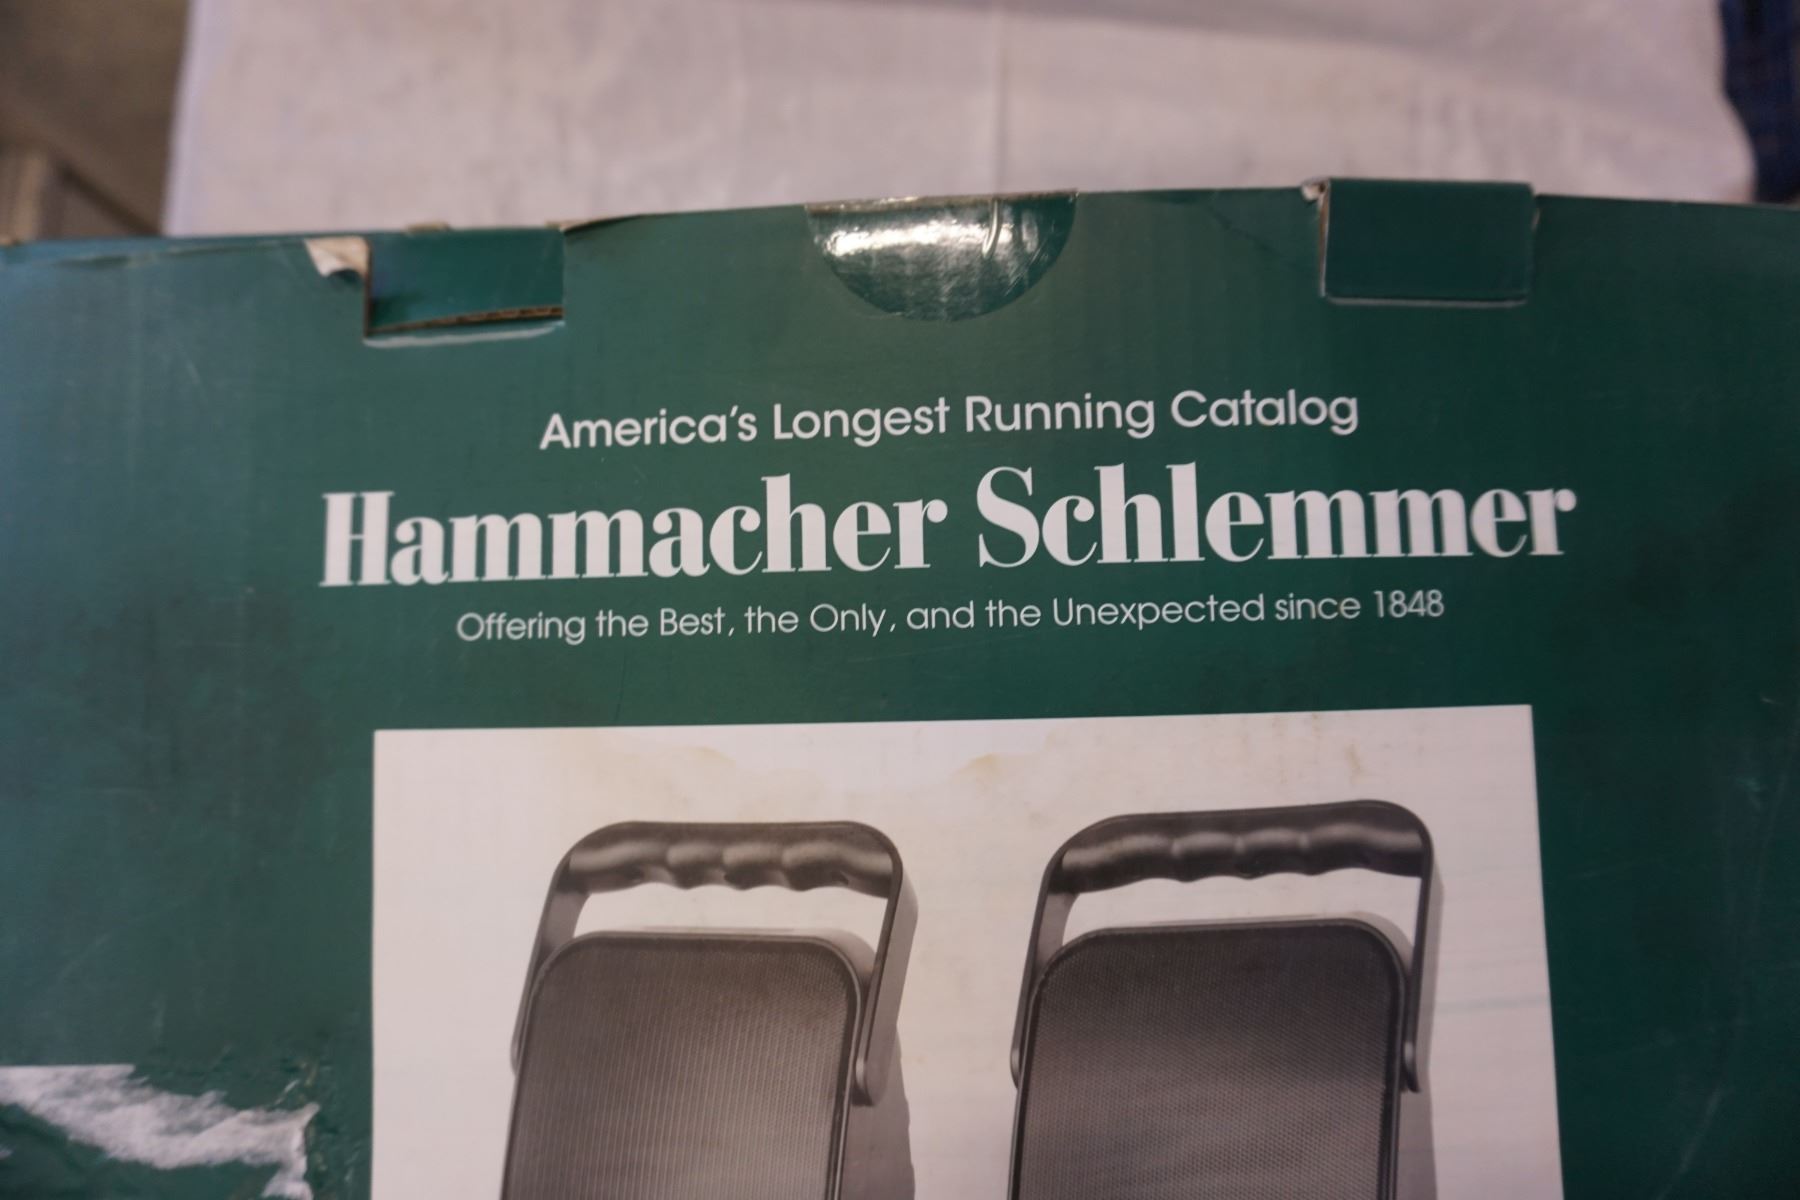 America's Longest Running Catalog
Hammacher Schlemmer
Offering the Best, the Only, and the Unexpected since 1848